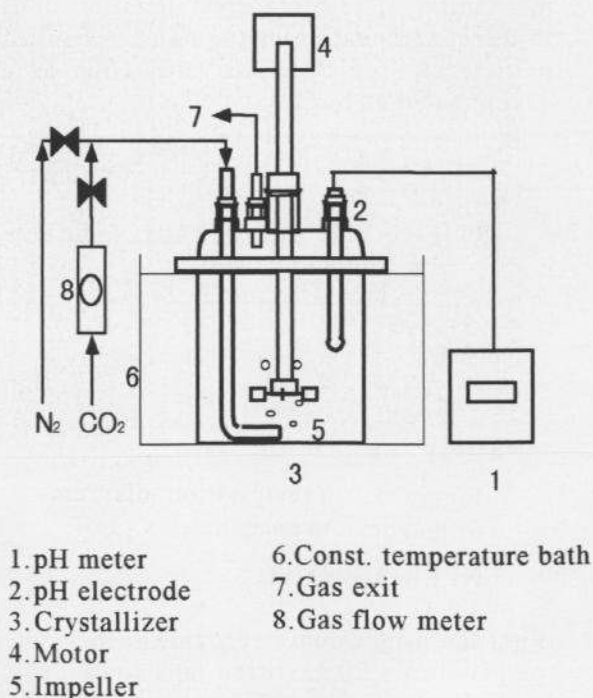 4
7
2
8
6
N₂ CO₂
5
3
1
1.pH meter
2.pH electrode
3.Crystallizer
4.Motor
5.Impeller
6.Const. temperature bath
7.Gas exit
8.Gas flow meter